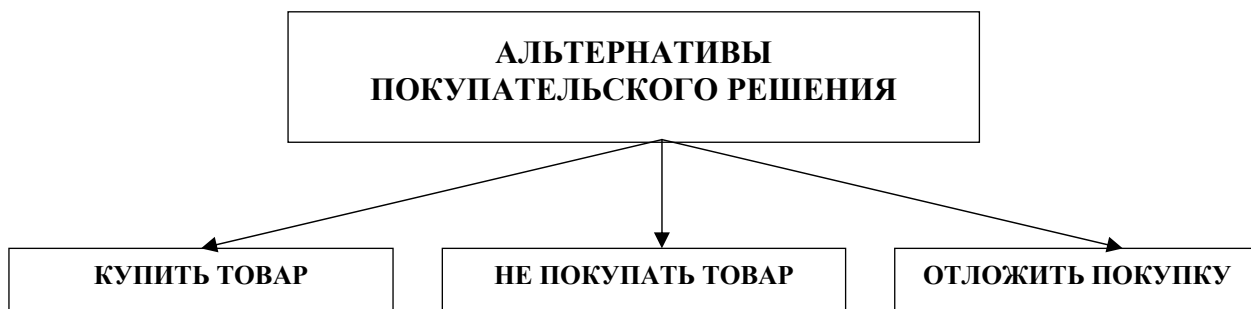 АЛЬТЕРНАТИВЫ
ПОКУПАТЕЛЬСКОГО РЕШЕНИЯ
КУПИТЬ ТОВАР
НЕ ПОКУПАТЬ ТОВАР
ОТЛОЖИТЬ ПОКУПКУ